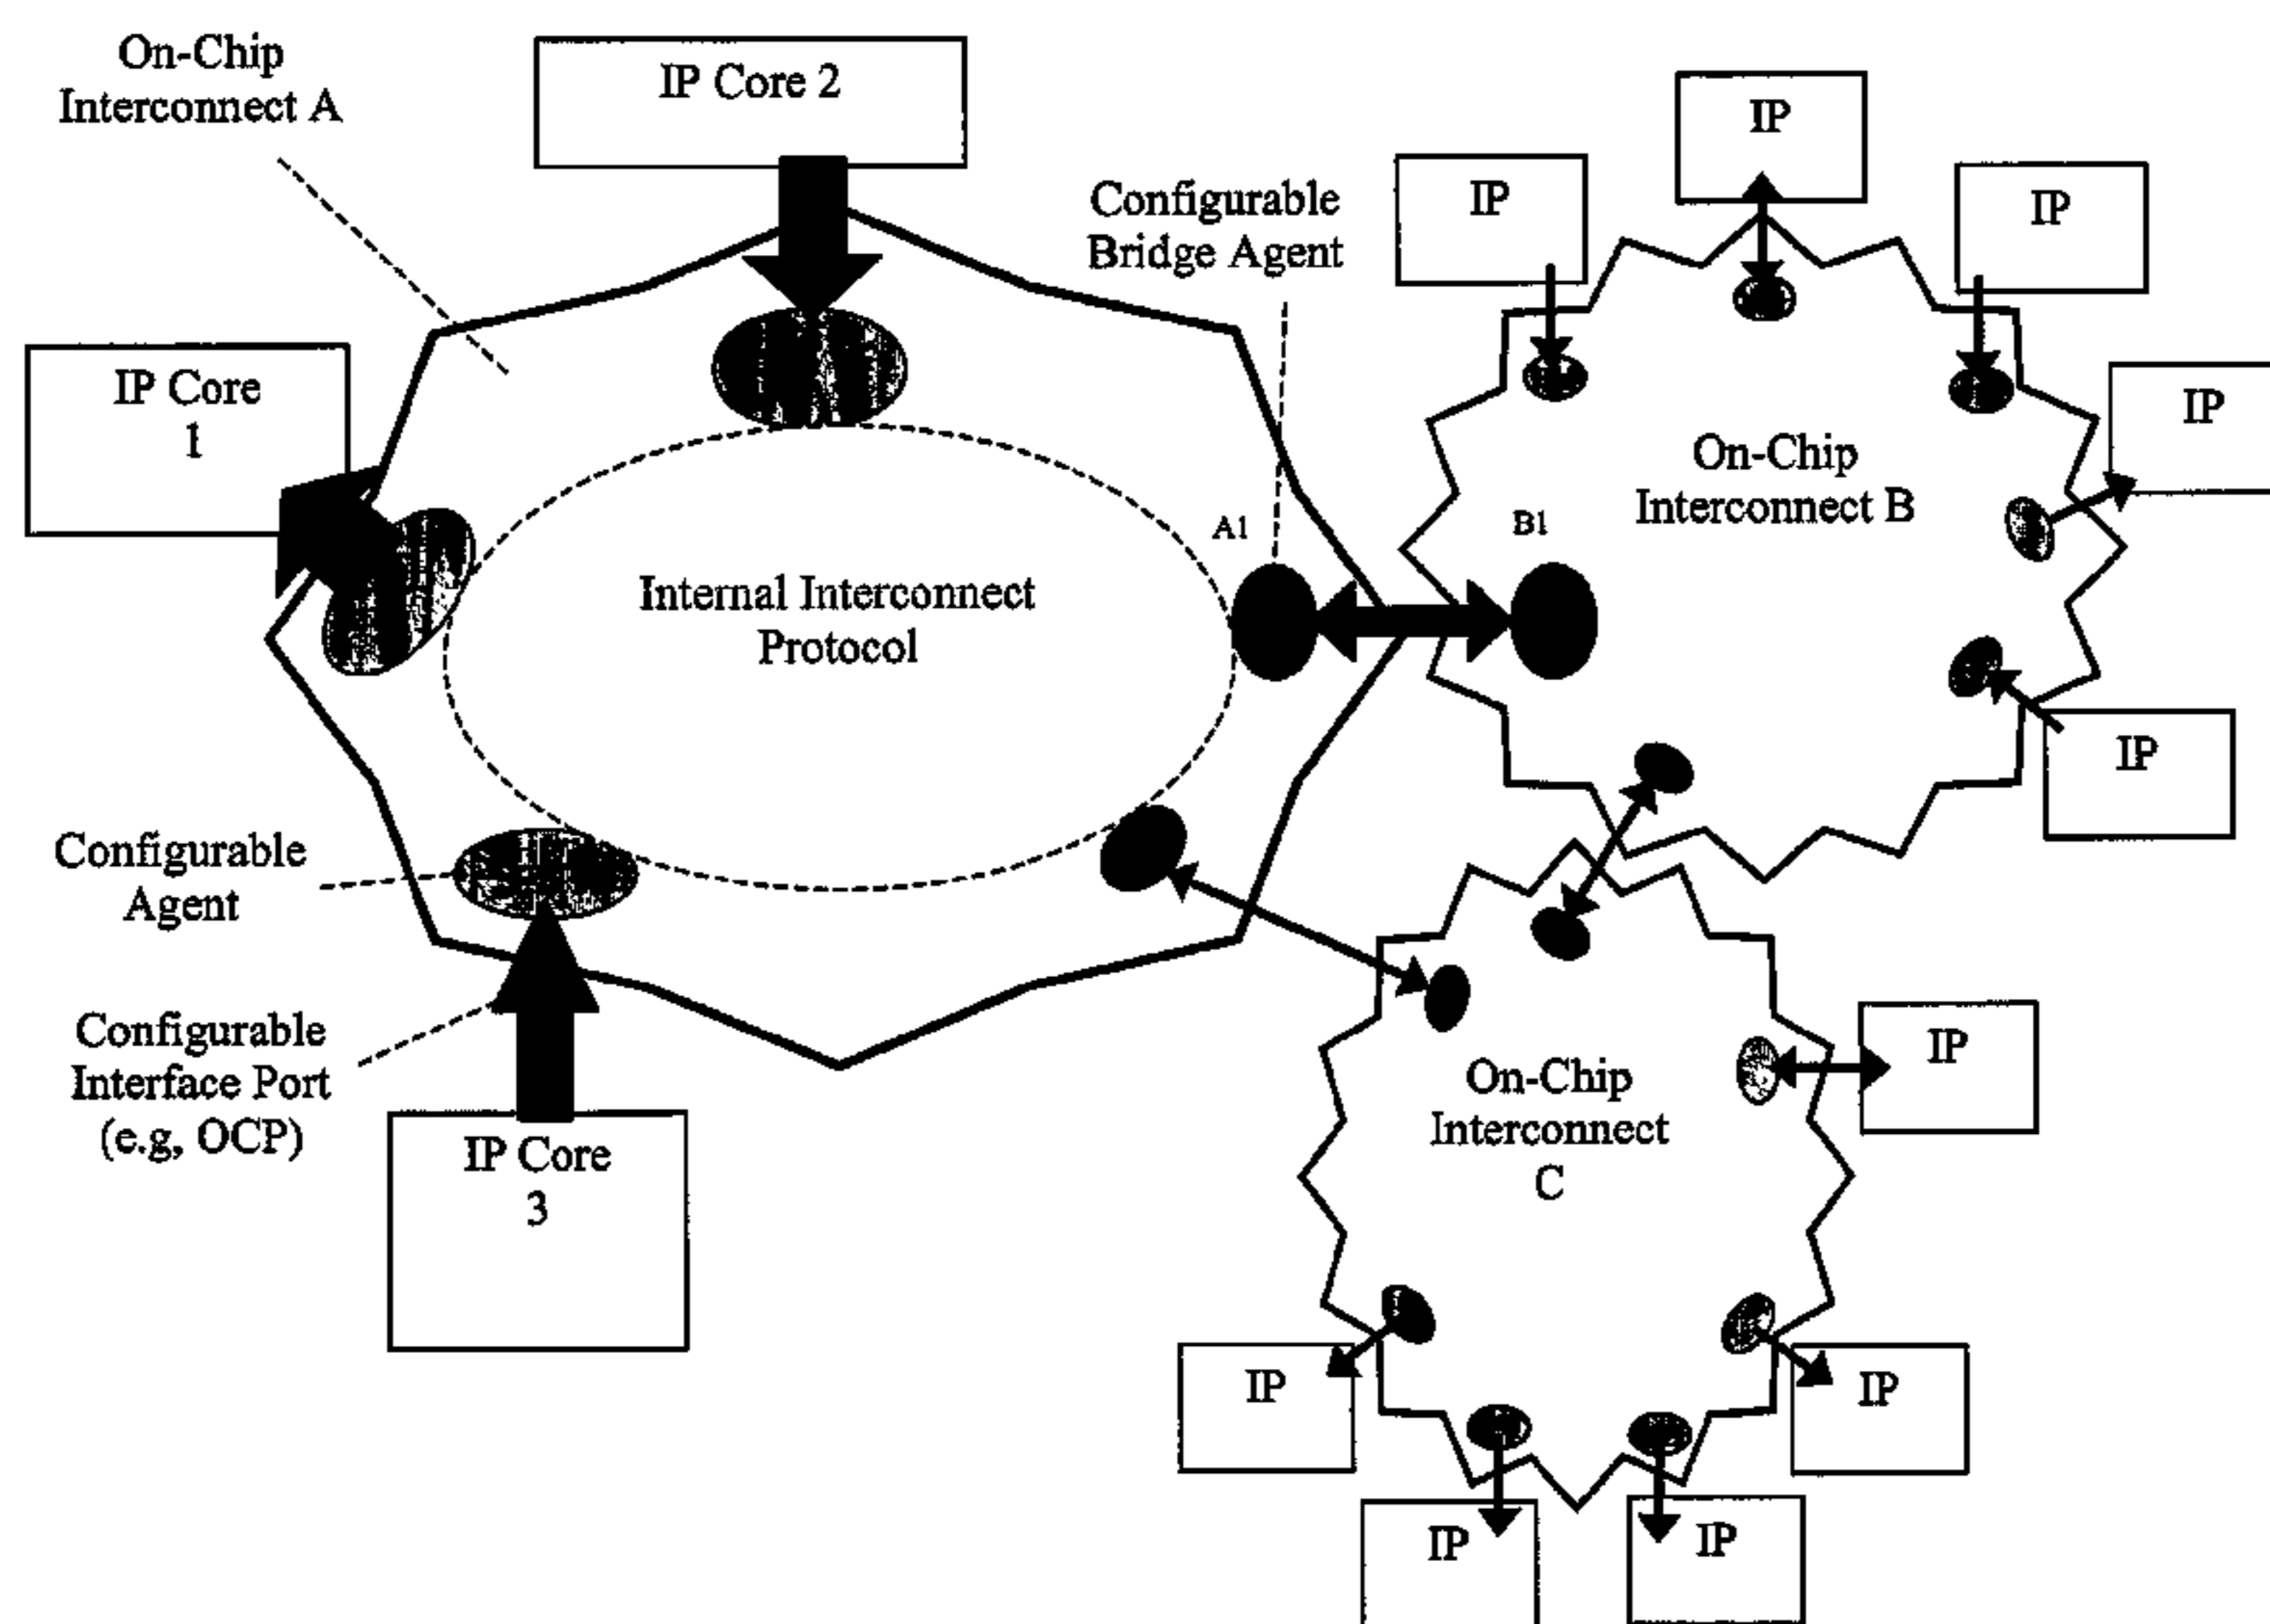 On-Chip
Interconnect A
IP Core 2
IP
IP
IP
Configurable
Bridge Agent
IP Core
1
IP
On-Chip
Interconnect B
A1
B1
Internal Interconnect
Protocol
IP
Configurable
Agent
Configurable
Interface Port
(e.g, OCP)
IP Core
3
On-Chip
Interconnect
C
IP
IP
IP
IP
IP